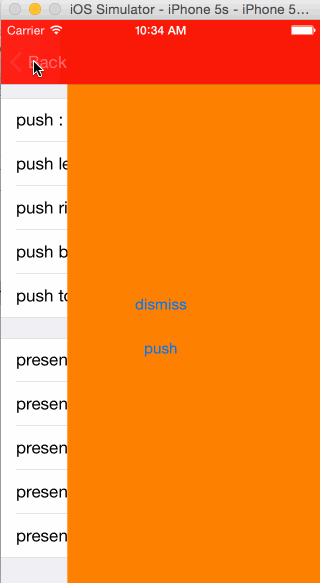 iOS Simulator - iPhone 5s - iPhone 5...
Carrier 10:34 AM
Back
push :
push le
push ri
push b
push to
dismiss
push
presen
presen
presen
presen
presen